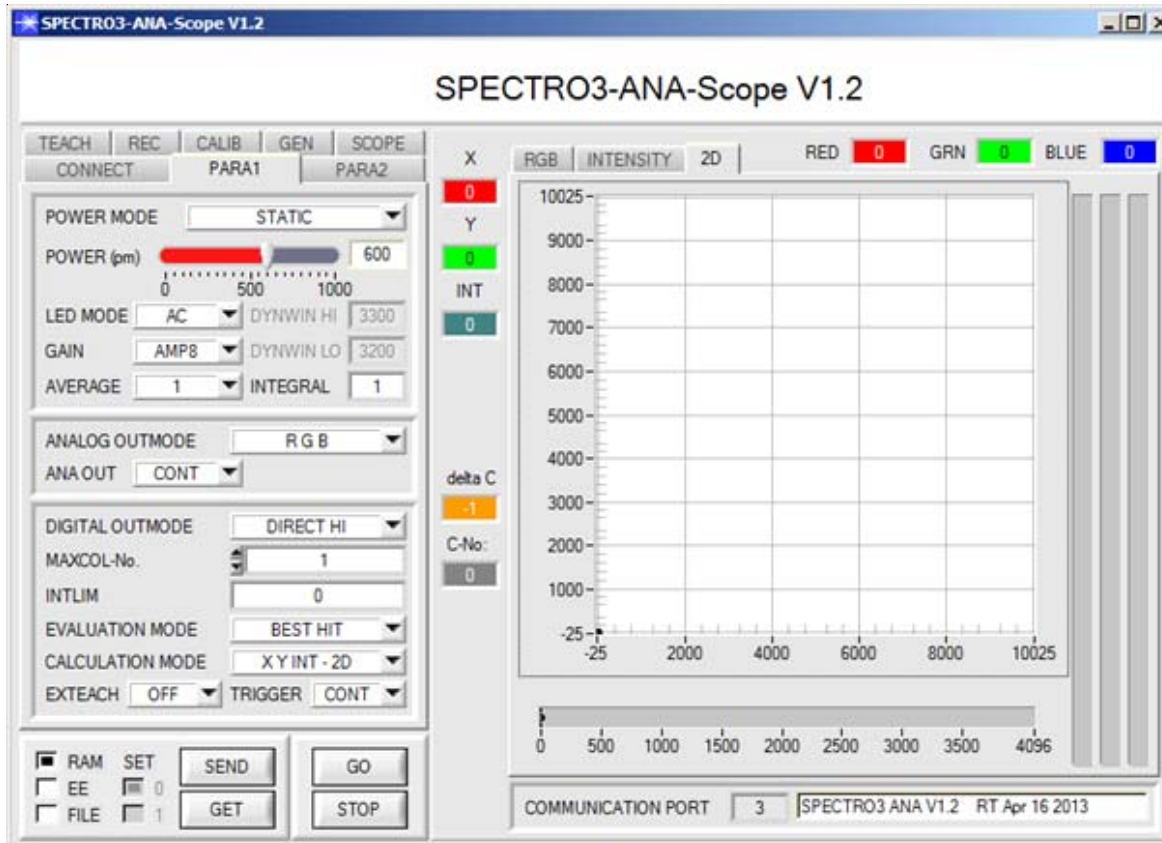 SPECTRO3-ANA-Scope V1.2
SPECTRO3-ANA-Scope V1.2
TEACH REC CALIB GEN SCOPE
CONNECT PARA1 PARA2
POWER MODE STATIC
POWER (pm) 600
0 500 1000
LED MODE AC DYNWIN HI 3300
GAIN AMP8 DYNWIN LO 3200
AVERAGE 1 INTEGRAL 1
ANALOG OUTMODE R G B
ANA OUT CONT
DIGITAL OUTMODE DIRECT HI
MAXCOL-No. 1
INTLIM 0
EVALUATION MODE BEST HIT
CALCULATION MODE X Y INT - 2D
EXTEACH OFF TRIGGER CONT
RAM SET
EE 0
FILE 1
SEND
GET
GO
STOP
X
0
Y
0
INT
0
delta C
-1
C-No:
0
RGB INTENSITY 2D
RED 0 GRN 0 BLUE 0
10025
9000
8000
7000
6000
5000
4000
3000
2000
1000
-25
-25 2000 4000 6000 8000 10025
0 500 1000 1500 2000 2500 3000 3500 4096
COMMUNICATION PORT 3 SPECTRO3 ANA V1.2 RT Apr 16 2013